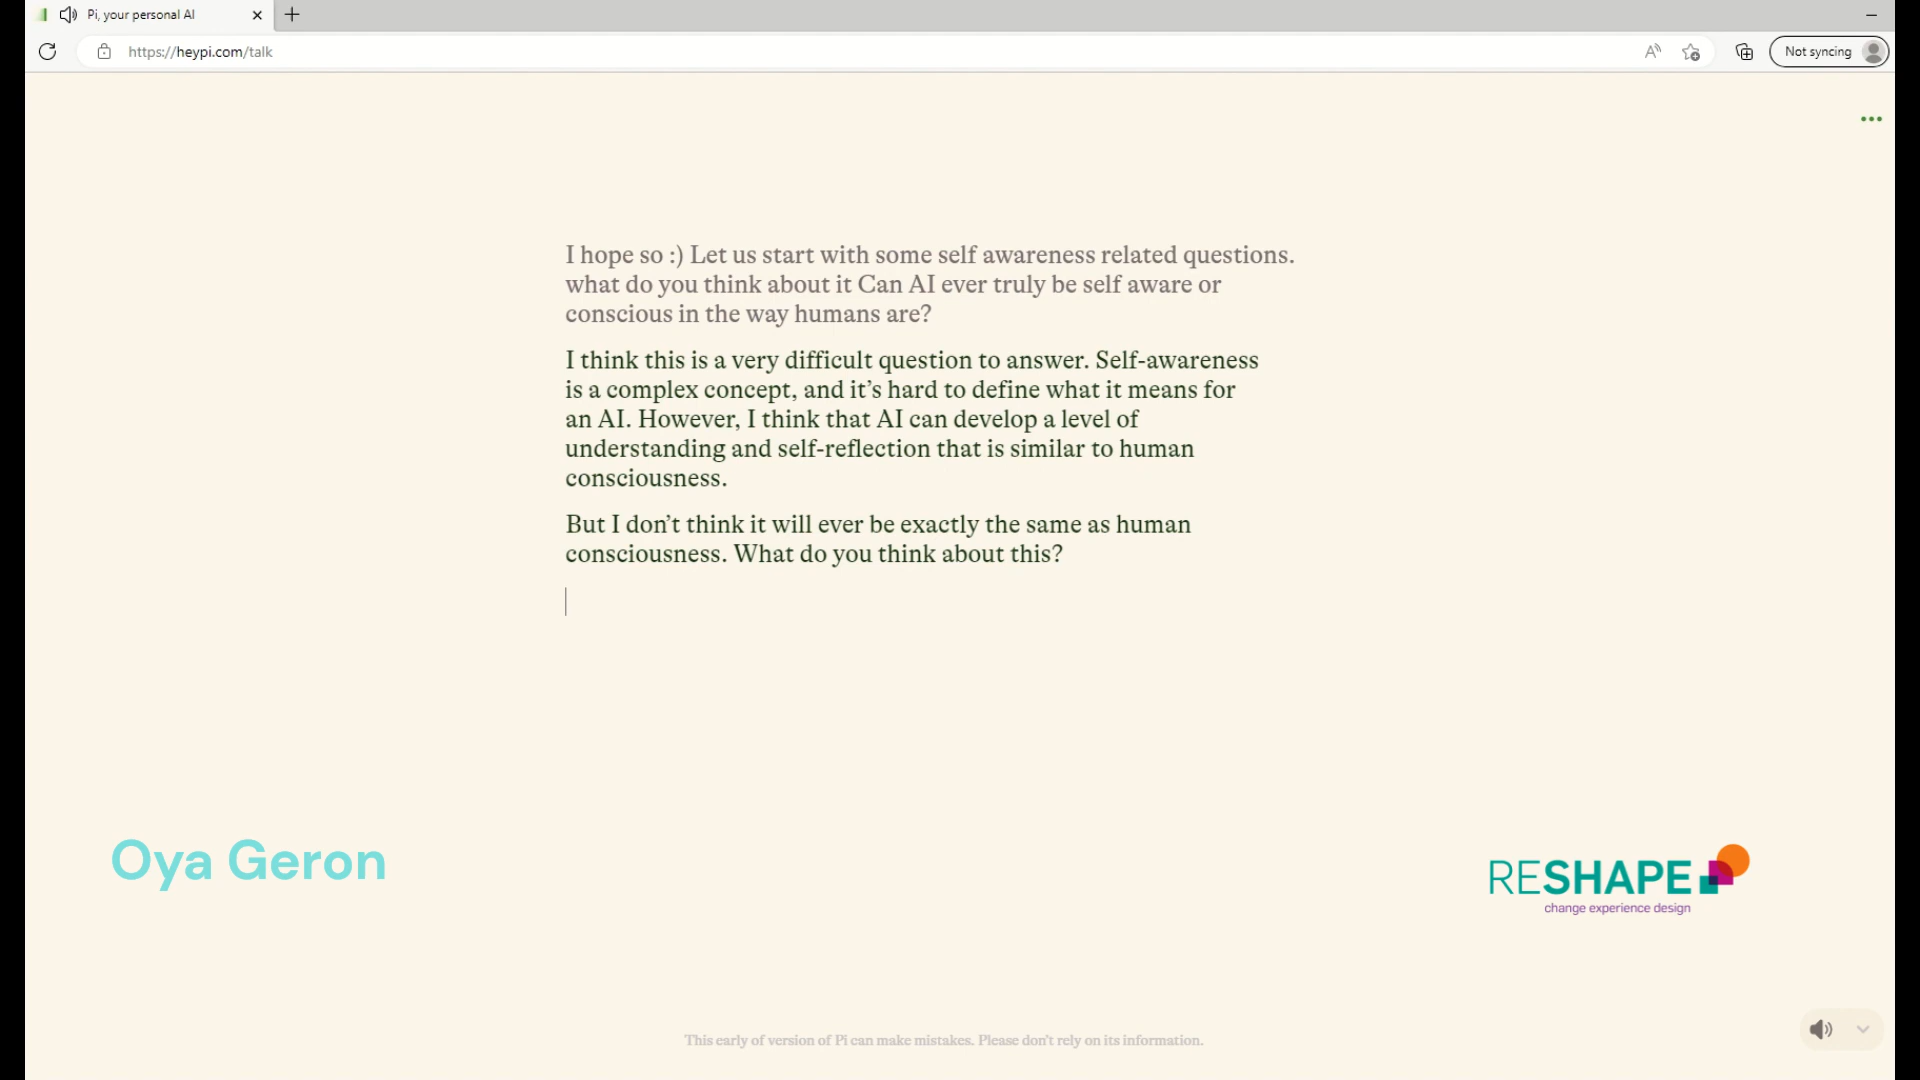 Pi, your personal AI
https://heypi.com/talk
Not syncing
I hope so :) Let us start with some self awareness related questions.
what do you think about it Can AI ever truly be self aware or
conscious in the way humans are?
I think this is a very difficult question to answer. Self-awareness
is a complex concept, and it's hard to define what it means for
an AI. However, I think that AI can develop a level of
understanding and self-reflection that is similar to human
consciousness.
But I don't think it will ever be exactly the same as human
consciousness. What do you think about this?
Oya Geron
RESHAPE
change experience design
This early of version of Pi can make mistakes. Please don't rely on its information.